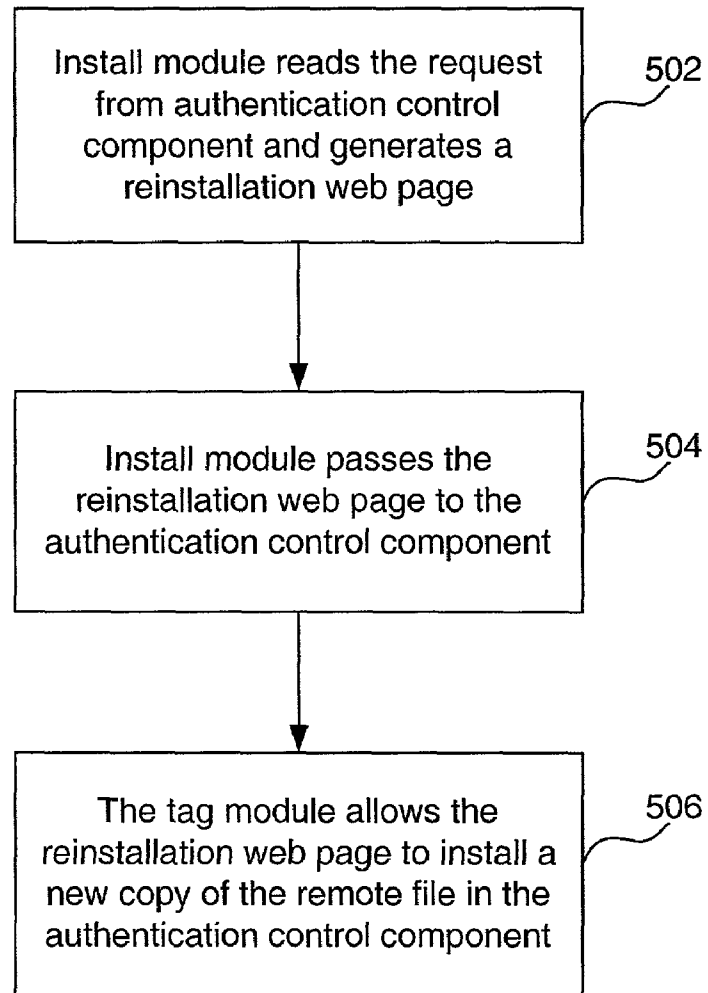 Install module reads the request
from authentication control
component and generates a
reinstallation web page
502
Install module passes the
reinstallation web page to the
authentication control component
504
The tag module allows the
reinstallation web page to install a
new copy of the remote file in the
authentication control component
506